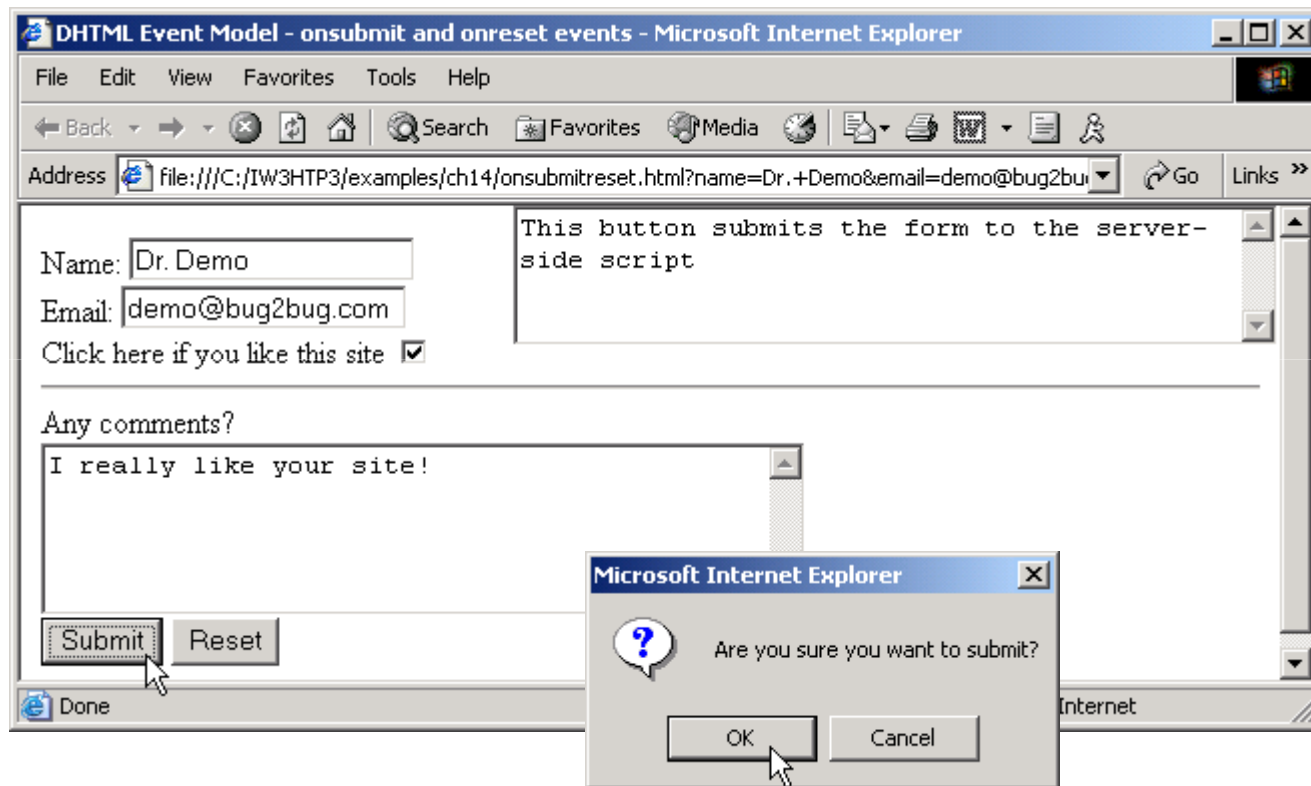 DHTML Event Model - onsubmit and onreset events - Microsoft Internet Explorer
File Edit View Favorites Tools Help
Back Search Favorites Media
Address file:///C:/IW3HTP3/examples/ch14/onsubmitreset.html?name=Dr.+Demo&email=demo@bug2bu Go Links »
This button submits the form to the server-
side script
Name: Dr. Demo
Email: demo@bug2bug.com
Click here if you like this site
Any comments?
I really like your site!
Submit Reset
Microsoft Internet Explorer
Are you sure you want to submit?
OK Cancel
Done Internet